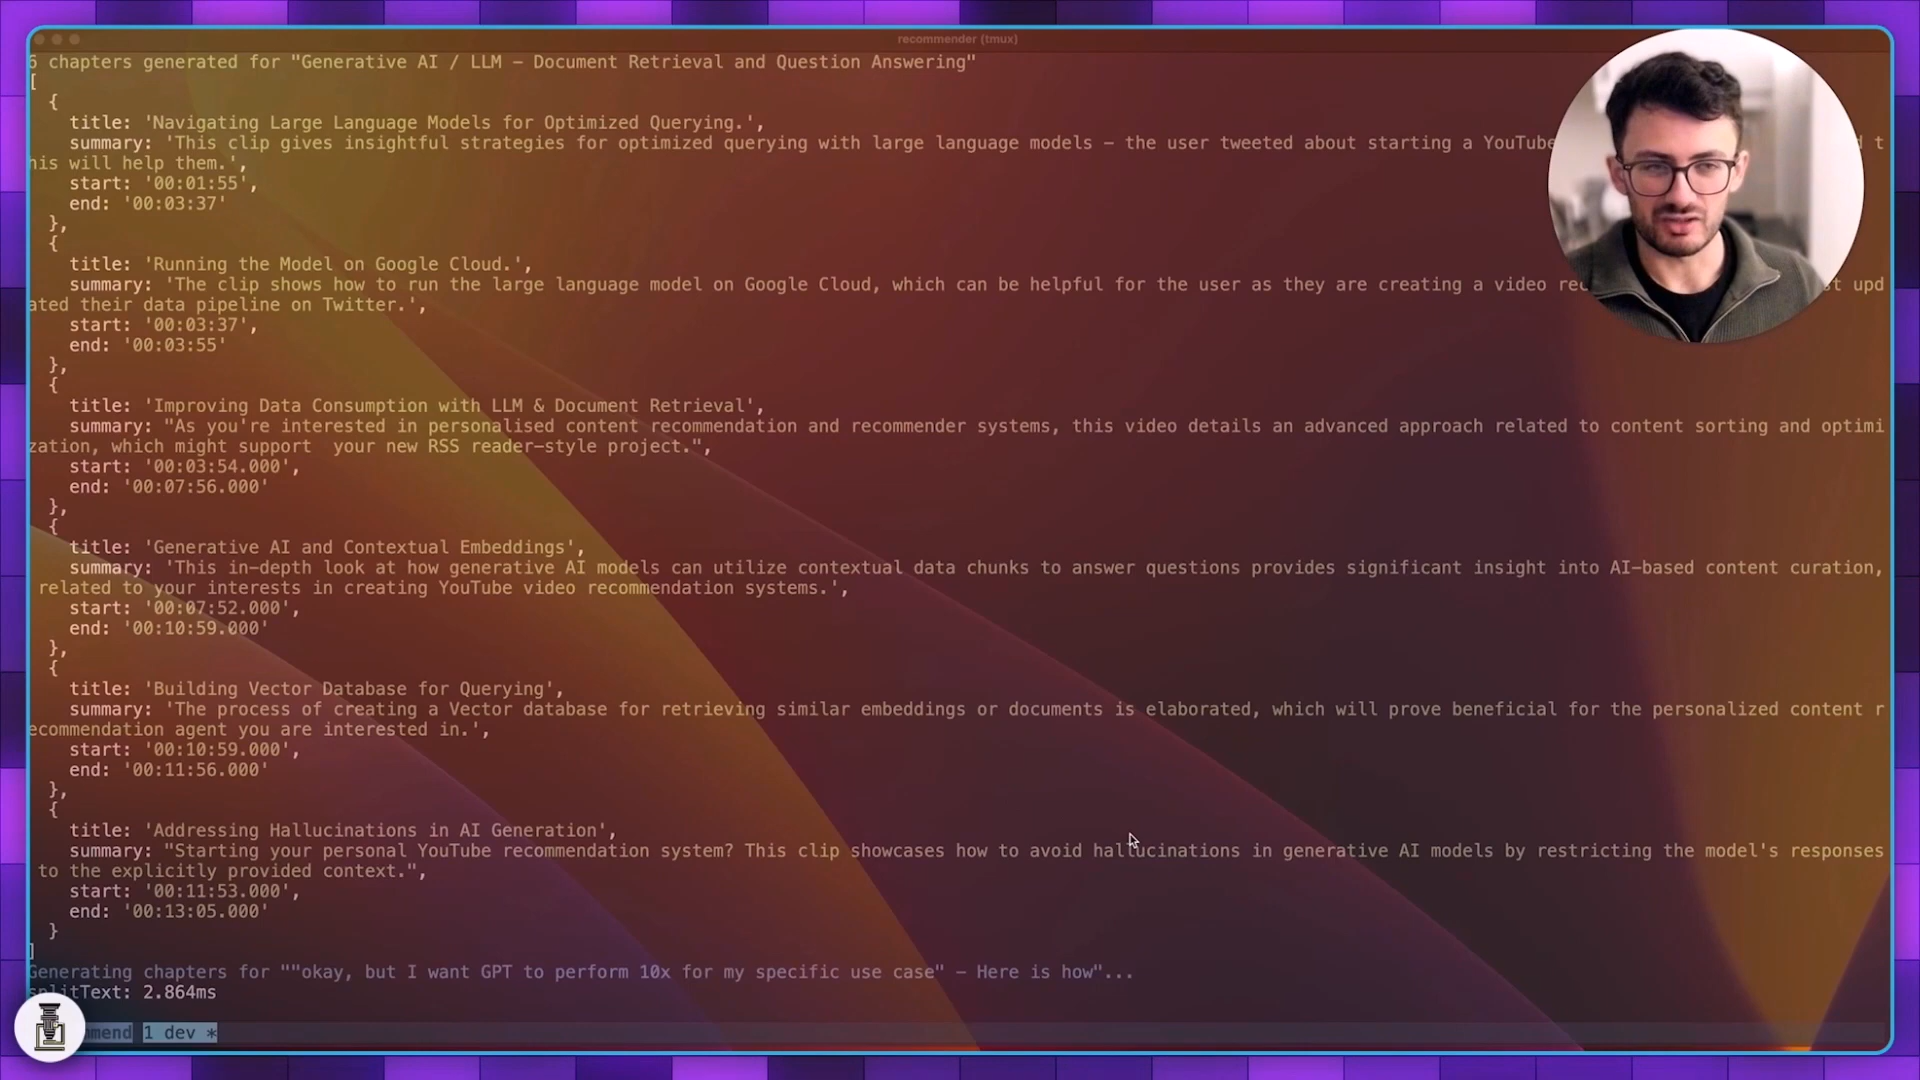 recommender (tmux)
6 chapters generated for "Generative AI / LLM – Document Retrieval and Question Answering"
[
{
title: 'Navigating Large Language Models for Optimized Querying.',
summary: 'This clip gives insightful strategies for optimized querying with large language models – the user tweeted about starting a YouTube t
his will help them.',
start: '00:01:55',
end: '00:03:37'
},
{
title: 'Running the Model on Google Cloud.',
summary: 'The clip shows how to run the large language model on Google Cloud, which can be helpful for the user as they are creating a video upd
ated their data pipeline on Twitter.',
start: '00:03:37',
end: '00:03:55'
},
{
title: 'Improving Data Consumption with LLM & Document Retrieval',
summary: "As you're interested in personalised content recommendation and recommender systems, this video details an advanced approach related to content sorting and optimi
zation, which might support  your new RSS reader-style project.",
start: '00:03:54.000',
end: '00:07:56.000'
},
{
title: 'Generative AI and Contextual Embeddings',
summary: 'This in-depth look at how generative AI models can utilize contextual data chunks to answer questions provides significant insight into AI-based content curation,
related to your interests in creating YouTube video recommendation systems.',
start: '00:07:52.000',
end: '00:10:59.000'
},
{
title: 'Building Vector Database for Querying',
summary: 'The process of creating a Vector database for retrieving similar embeddings or documents is elaborated, which will prove beneficial for the personalized content r
ecommendation agent you are interested in.',
start: '00:10:59.000',
end: '00:11:56.000'
},
{
title: 'Addressing Hallucinations in AI Generation',
summary: "Starting your personal YouTube recommendation system? This clip showcases how to avoid hallucinations in generative AI models by restricting the model's responses
to the explicitly provided context.",
start: '00:11:53.000',
end: '00:13:05.000'
}
]
Generating chapters for ""okay, but I want GPT to perform 10x for my specific use case" – Here is how"...
splitText: 2.864ms
mmend 1 dev *